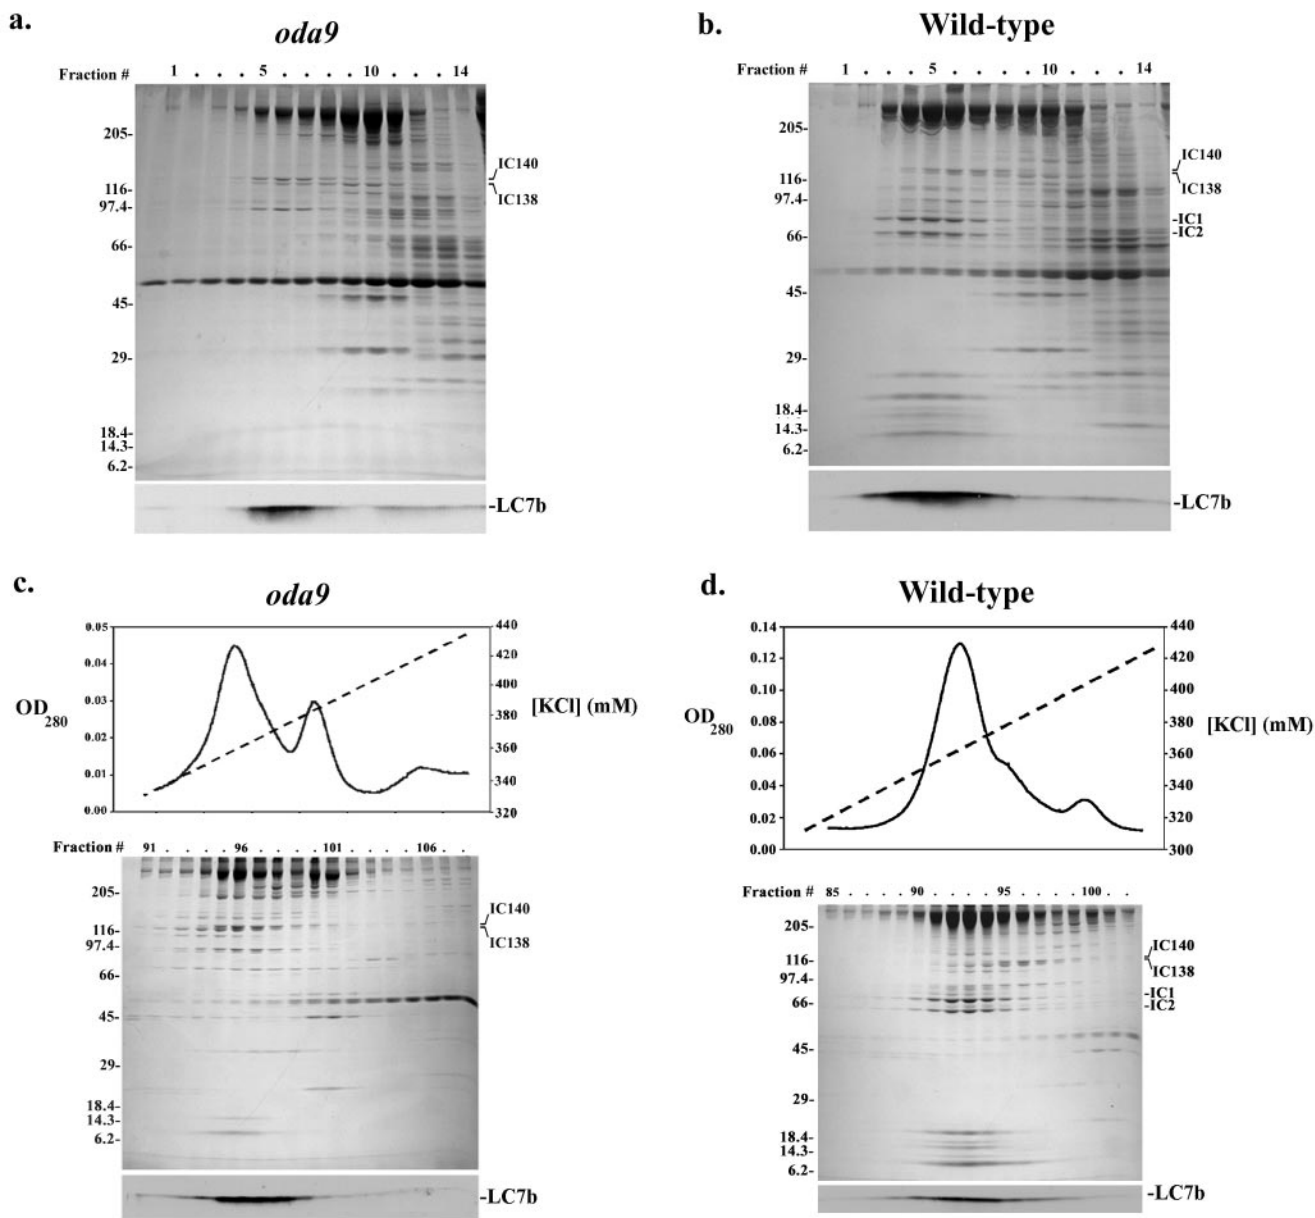 a.
oda9
Fraction # 1 . . . 5 . . . . 10 . . . 14
205-
116-
97.4-
66-
45-
29-
18.4-
14.3-
6.2-
IC140
IC138
-LC7b
b.
Wild-type
Fraction # 1 . . . 5 . . . . 10 . . . 14
205-
116-
97.4-
66-
45-
29-
18.4-
14.3-
6.2-
IC140
IC138
-IC1
-IC2
-LC7b
c.
oda9
OD280
0.05
0.04
0.03
0.02
0.01
0.00
440
420
400
380
360
340
320
[KCl] (mM)
Fraction # 91 . . . . 96 . . . . 101 . . . . 106 . .
205-
116-
97.4-
66-
45-
29-
18.4-
14.3-
6.2-
IC140
IC138
-LC7b
d.
Wild-type
OD280
0.14
0.12
0.10
0.08
0.06
0.04
0.02
0.00
440
420
400
380
360
340
320
300
[KCl] (mM)
Fraction # 85 . . . . 90 . . . . 95 . . . . 100 . .
205-
116-
97.4-
66-
45-
29-
18.4-
14.3-
6.2-
IC140
IC138
-IC1
-IC2
-LC7b